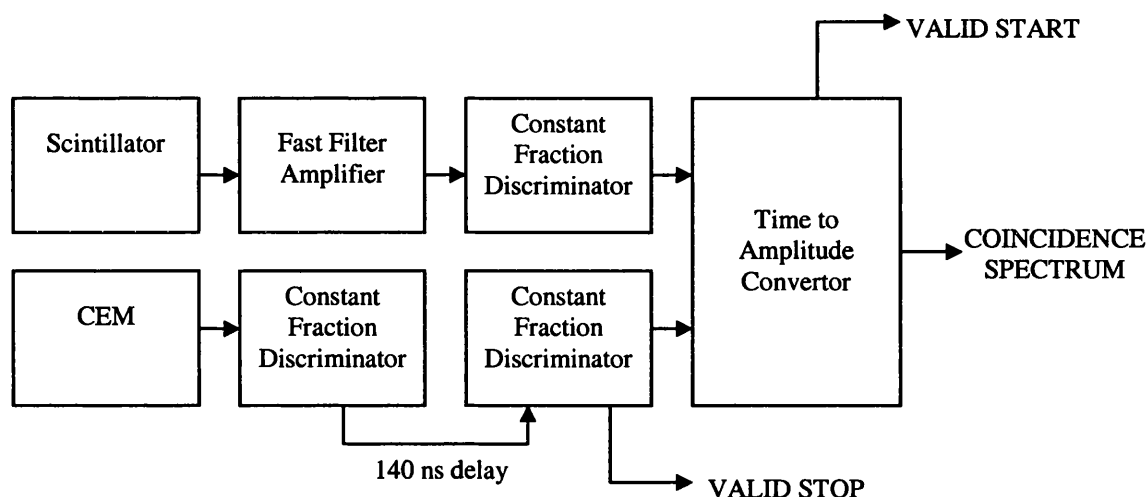 VALID START
Scintillator
Fast Filter
Amplifier
Constant
Fraction
Discriminator
Time to
Amplitude
Convertor
COINCIDENCE
SPECTRUM
CEM
Constant
Fraction
Discriminator
Constant
Fraction
Discriminator
140 ns delay
VALID STOP